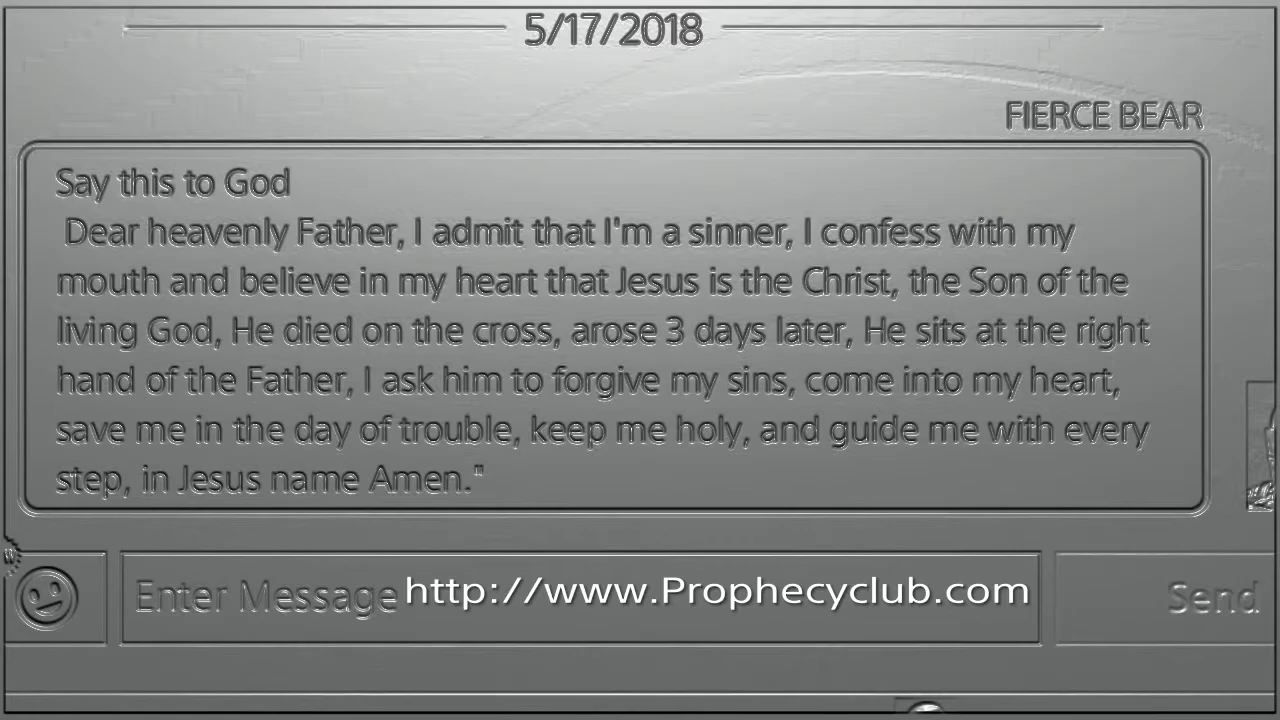 5/17/2018
FIERCE BEAR
Say this to God
Dear heavenly Father, I admit that I'm a sinner, I confess with my
mouth and believe in my heart that Jesus is the Christ, the Son of the
living God, He died on the cross, arose 3 days later, He sits at the right
hand of the Father, I ask him to forgive my sins, come into my heart,
save me in the day of trouble, keep me holy, and guide me with every
step, in Jesus name Amen."
Enter Message http://www.Prophecyclub.com Send